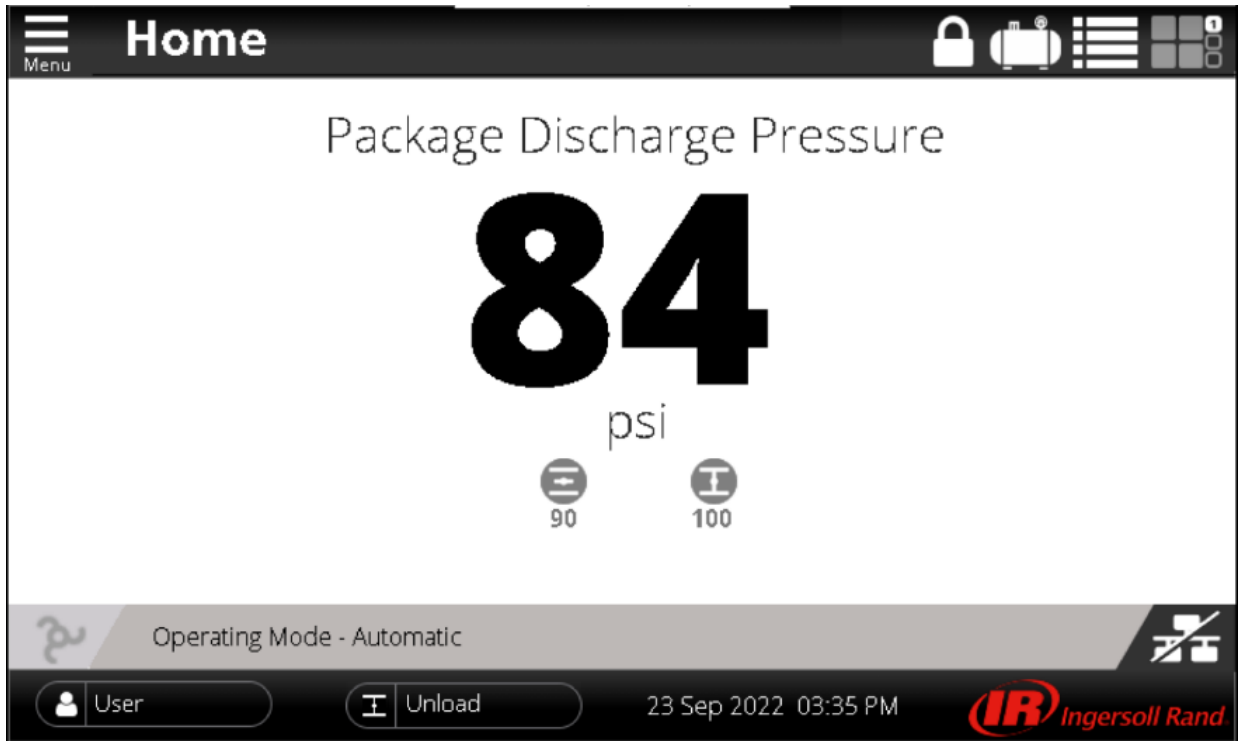 Home
Menu
1
Package Discharge Pressure
84
psi
90 100
Operating Mode - Automatic
User Unload 23 Sep 2022 03:35 PM
IR Ingersoll Rand